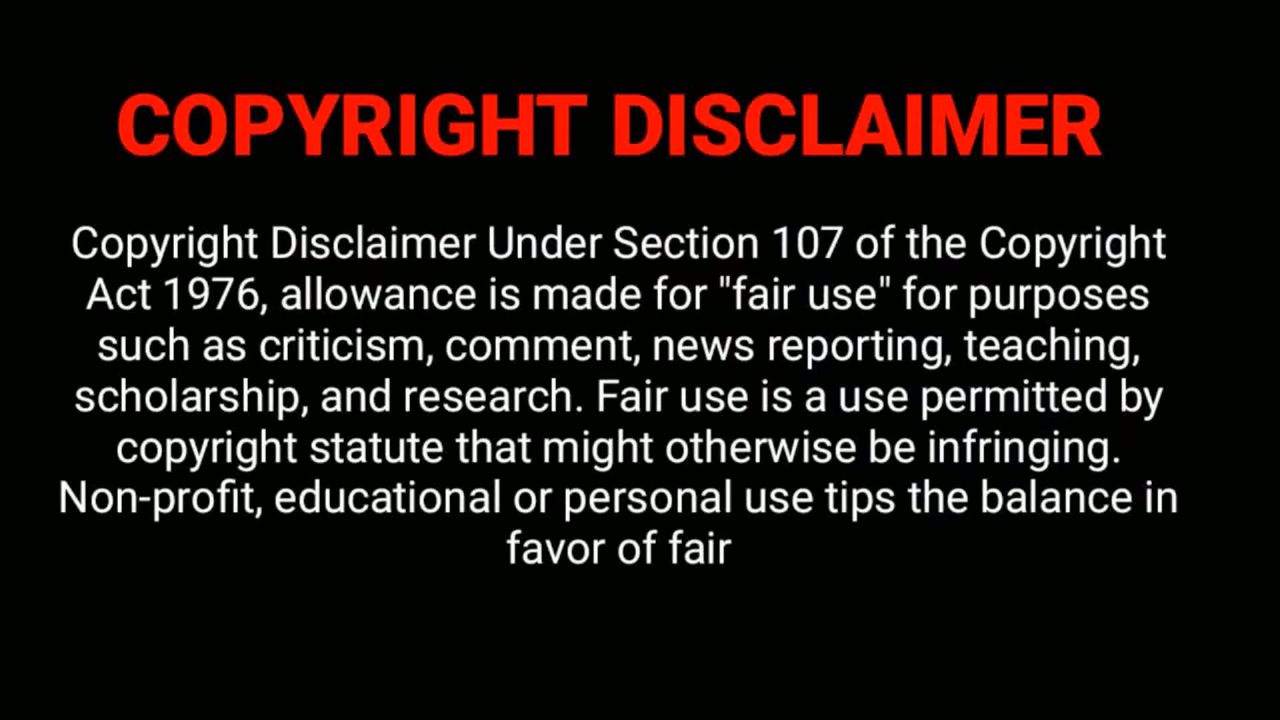 COPYRIGHT DISCLAIMER
Copyright Disclaimer Under Section 107 of the Copyright
Act 1976, allowance is made for "fair use" for purposes
such as criticism, comment, news reporting, teaching,
scholarship, and research. Fair use is a use permitted by
copyright statute that might otherwise be infringing.
Non-profit, educational or personal use tips the balance in
favor of fair